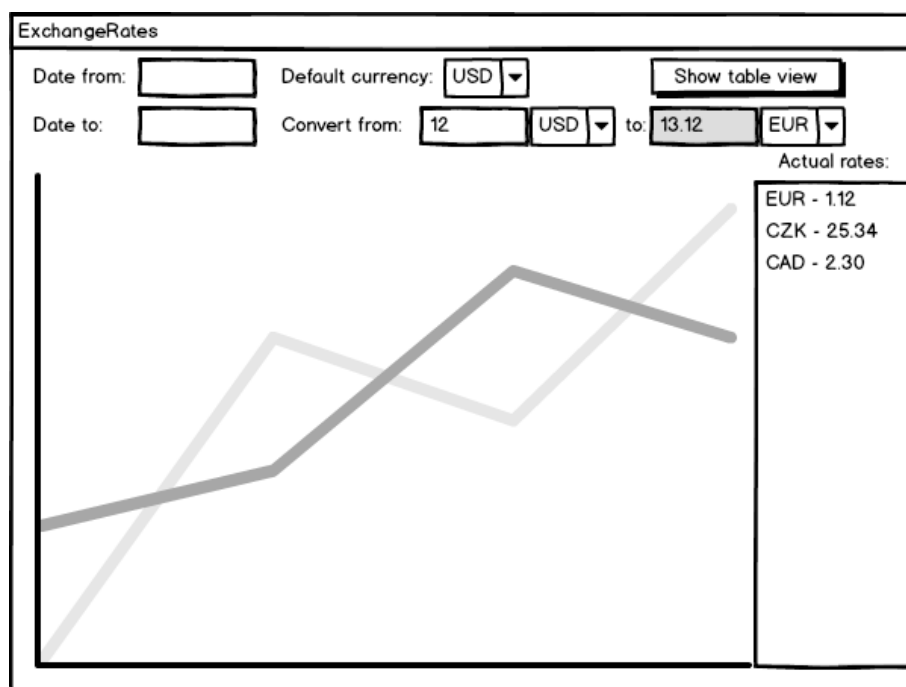 ExchangeRates
Date from: Default currency: USD Show table view
Date to: Convert from: 12 USD to: 13.12 EUR
Actual rates:
EUR - 1.12
CZK - 25.34
CAD - 2.30